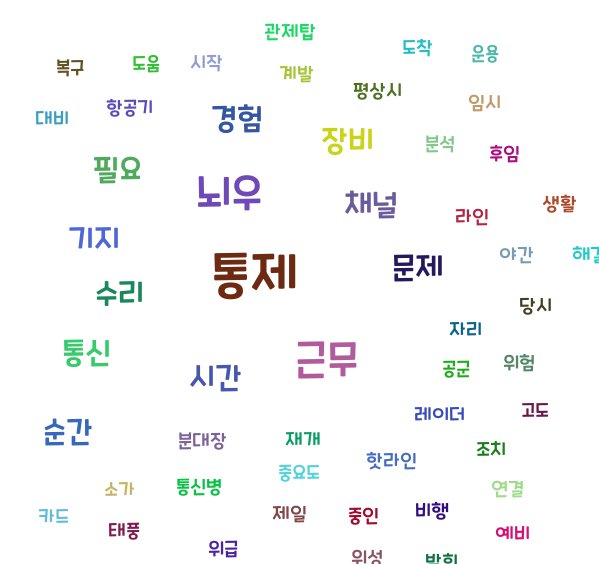 관제탑
도착
운용
복구
도움
시작
계발
평상시
임시
대비
항공기
경험
장비
분석
후임
필요
뇌우
채널
라인
생활
기지
통제
문제
야간
수리
당시
자리
통신
시간
근무
공군
위험
순간
레이더
고도
분대장
재개
조치
핫라인
중요도
소가
통신병
연결
카드
태풍
제일
중인
비행
예비
위급
위성